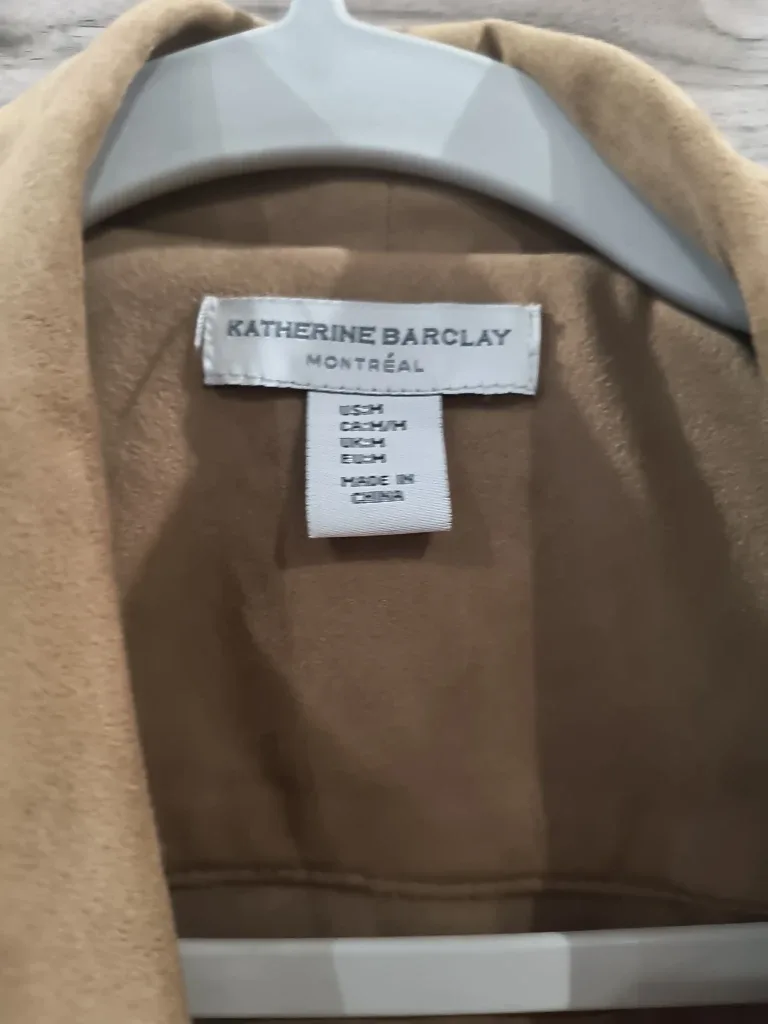 KATHERINE BARCLAY
MONTRÉAL
US:M
CA:M/M
UK:M
EU:M
MADE IN
CHINA